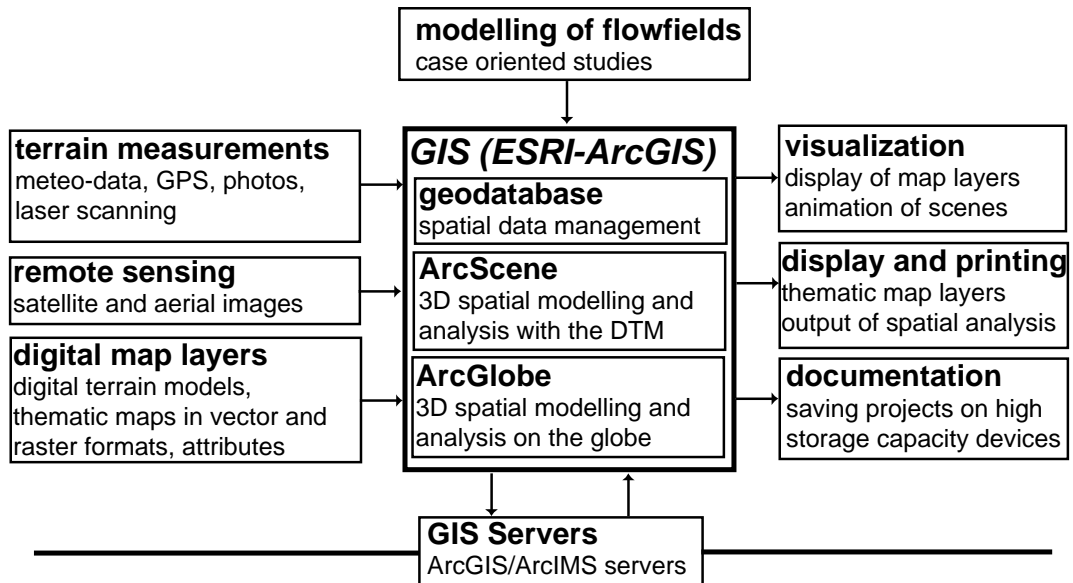 modelling of flowfields
case oriented studies
terrain measurements
meteo-data, GPS, photos,
laser scanning
remote sensing
satellite and aerial images
digital map layers
digital terrain models,
thematic maps in vector and
raster formats, attributes
GIS (ESRI-ArcGIS)
geodatabase
spatial data management
ArcScene
3D spatial modelling and
analysis with the DTM
ArcGlobe
3D spatial modelling and
analysis on the globe
visualization
display of map layers
animation of scenes
display and printing
thematic map layers
output of spatial analysis
documentation
saving projects on high
storage capacity devices
GIS Servers
ArcGIS/ArcIMS servers